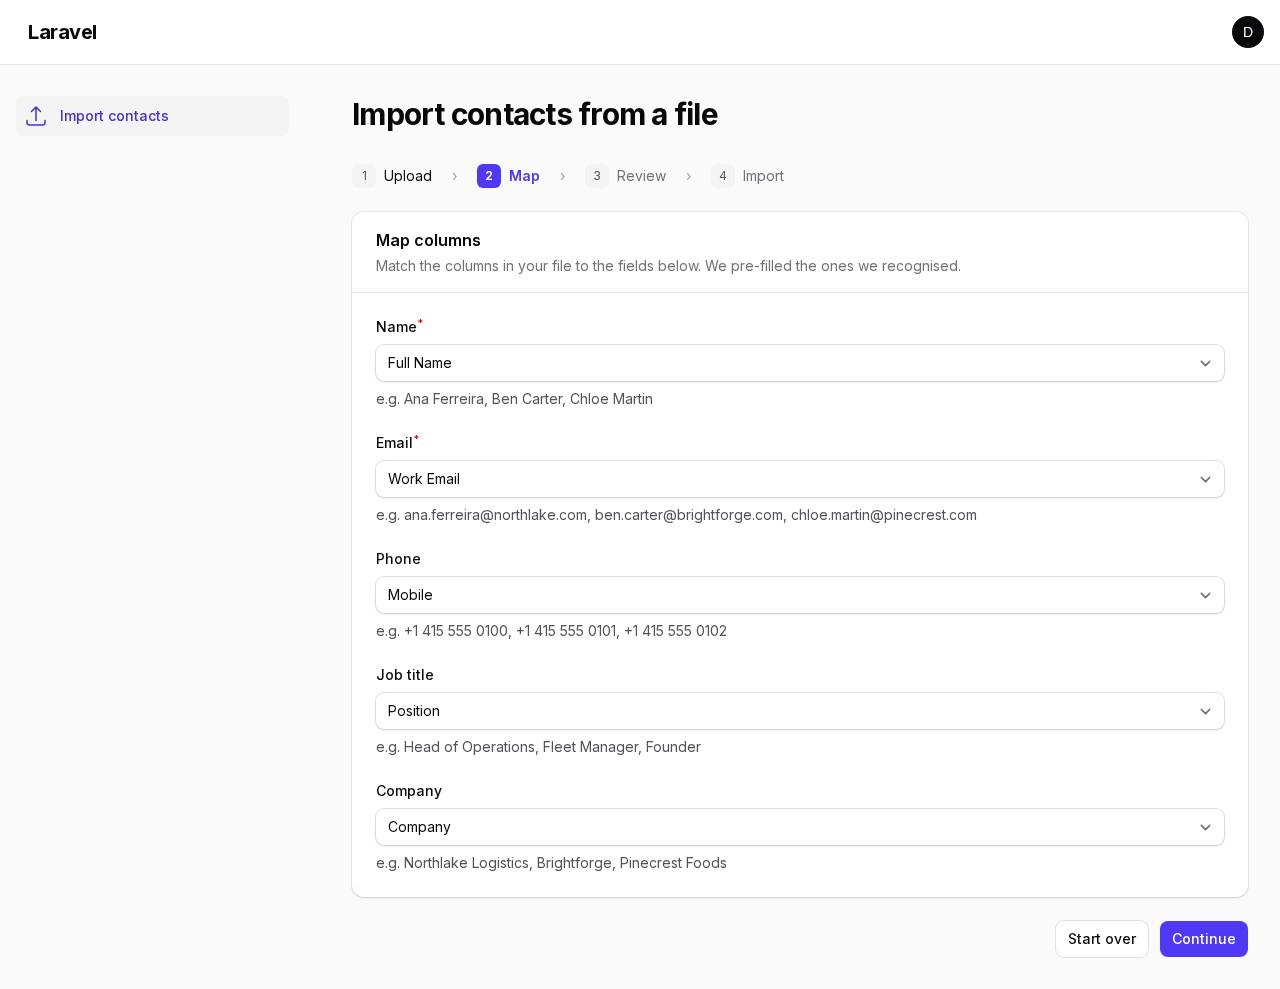 Laravel
D
Import contacts
Import contacts from a file
1 Upload › 2 Map › 3 Review › 4 Import
Map columns
Match the columns in your file to the fields below. We pre-filled the ones we recognised.
Name*
Full Name
e.g. Ana Ferreira, Ben Carter, Chloe Martin
Email*
Work Email
e.g. ana.ferreira@northlake.com, ben.carter@brightforge.com, chloe.martin@pinecrest.com
Phone
Mobile
e.g. +1 415 555 0100, +1 415 555 0101, +1 415 555 0102
Job title
Position
e.g. Head of Operations, Fleet Manager, Founder
Company
Company
e.g. Northlake Logistics, Brightforge, Pinecrest Foods
Start over
Continue